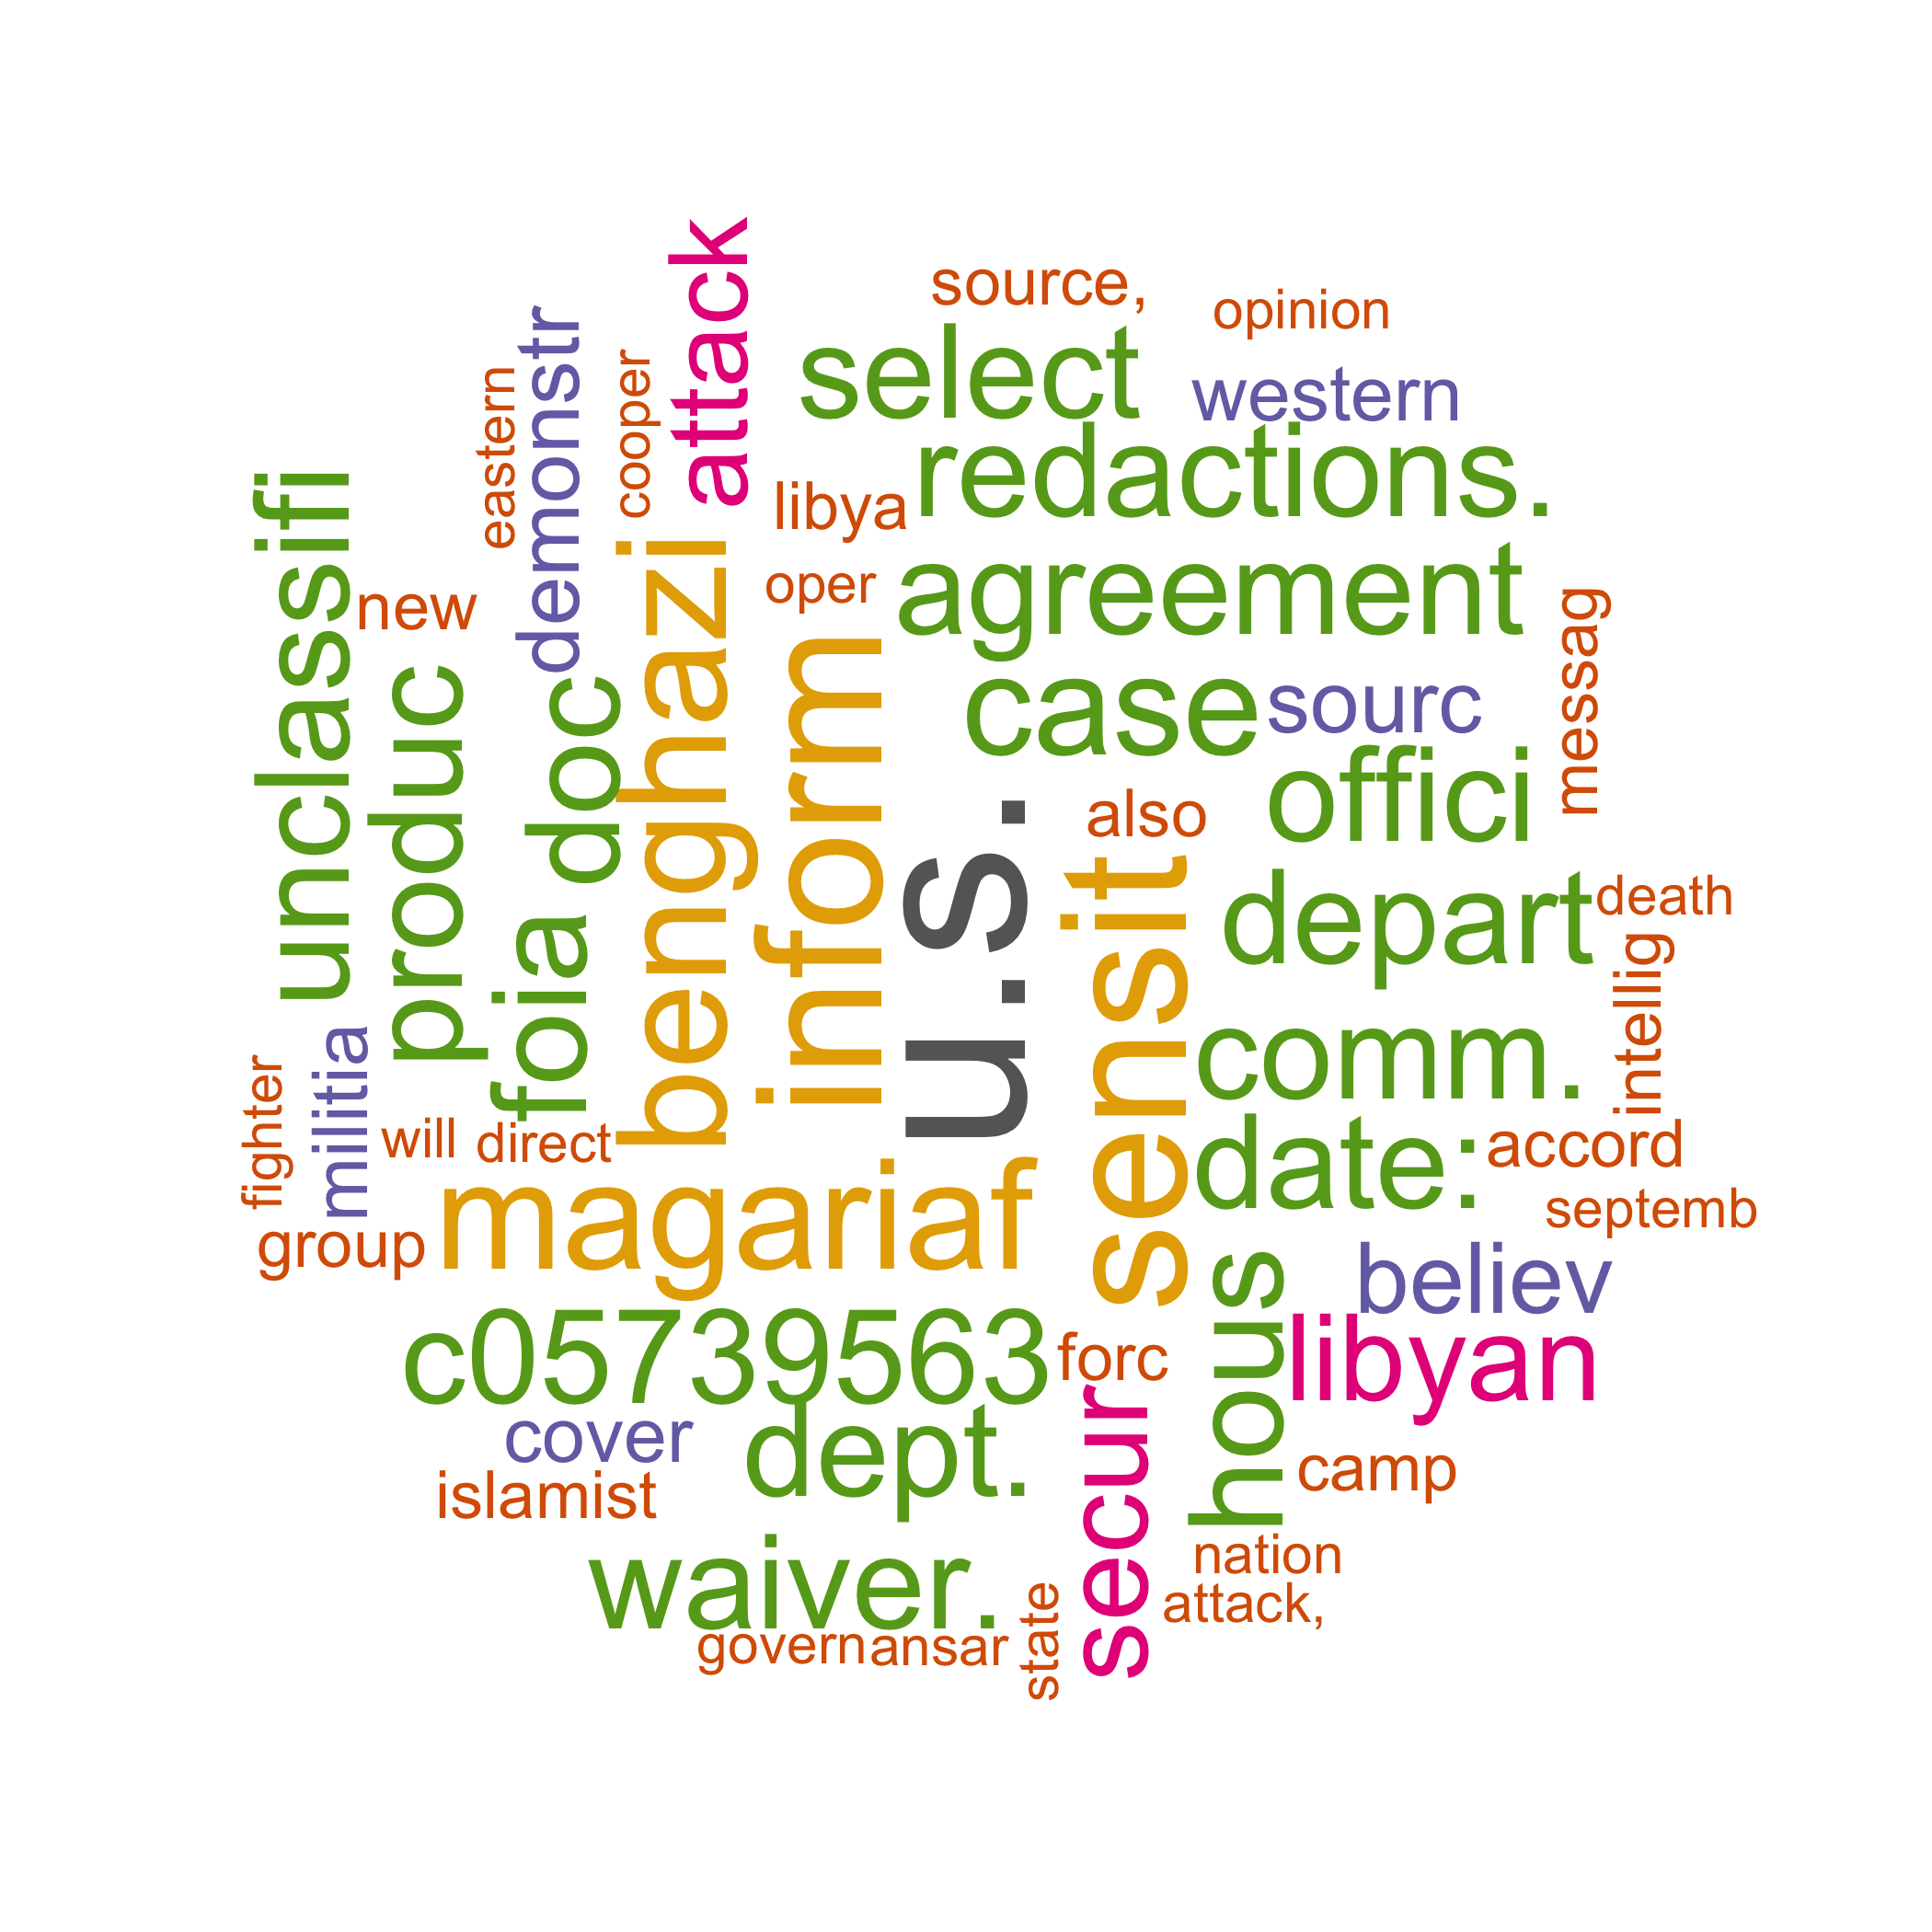 source,
opinion
select
western
redactions.
libya
attack
cooper
demonstr
eastern
unclassifi
new
produc
doc
foia
benghazi
oper
inform
agreement
case
sourc
messag
offici
also
u.s.
sensit
depart
death
intellig
comm.
date:
accord
septemb
fighter
militia
will
direct
group
magariaf
believ
hous
libyan
c05739563
forc
cover
dept.
secur
camp
islamist
waiver.
nation
attack,
state
govern
ansar